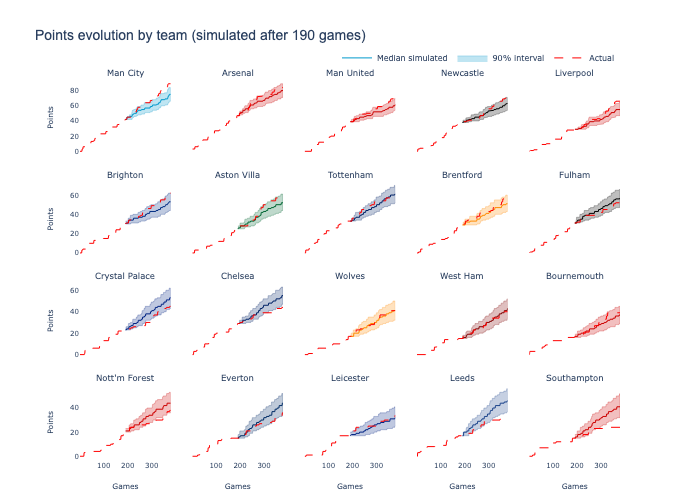 Points evolution by team (simulated after 190 games)
Median simulated 90% interval Actual
Man City Arsenal Man United Newcastle Liverpool
80
60
40
20
0
Points
Brighton Aston Villa Tottenham Brentford Fulham
60
40
20
0
Points
Crystal Palace Chelsea Wolves West Ham Bournemouth
60
40
20
0
Points
Nott'm Forest Everton Leicester Leeds Southampton
40
20
0
Points
100 200 300 100 200 300 100 200 300 100 200 300 100 200 300
Games Games Games Games Games